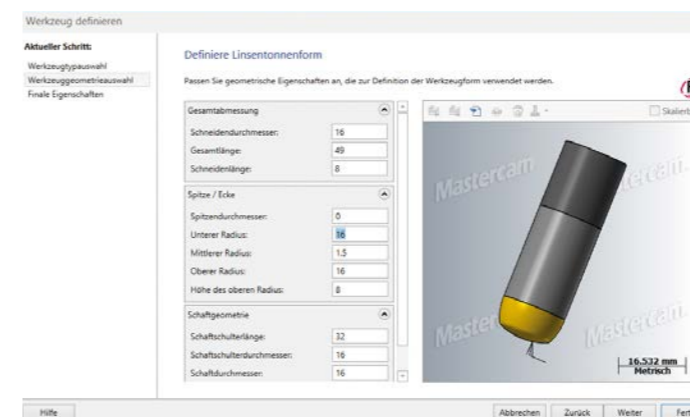 Werkzeug definieren
Aktueller Schritt:
Werkzeugtypauswahl
Werkzeuggeometrieauswahl
Finale Eigenschaften
Definiere Linsentonnenform
Passen Sie geometrische Eigenschaften an, die zur Definition der Werkzeugform verwendet werden.
Gesamtabmessung
Schneidendurchmesser: 16
Gesamtlänge: 49
Schneidenlänge: 8
Spitze / Ecke
Spitzendurchmesser: 0
Unterer Radius: 16
Mittlerer Radius: 1.5
Oberer Radius: 16
Höhe des oberen Radius: 8
Schaftgeometrie
Schaftschulterlänge: 32
Schaftschulterdurchmesser: 16
Schaftdurchmesser: 16
Mastercam
Mastercam
16.532 mm
Metrisch
Hilfe
Abbrechen Zurück Weiter